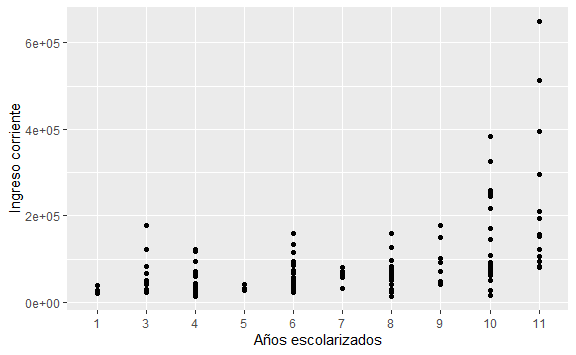 Ingreso corriente
6e+05
4e+05
2e+05
0e+00
1 3 4 5 6 7 8 9 10 11
Años escolarizados